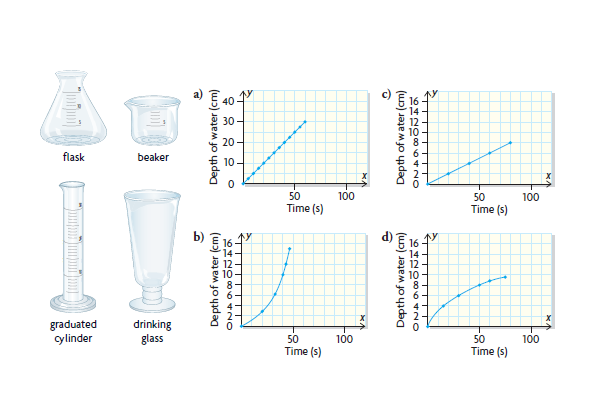 flask
beaker
graduated
cylinder
drinking
glass
a)
Depth of water (cm)
y
40
30
20
10
0
50
100
x
Time (s)
b)
Depth of water (cm)
y
16
14
12
10
8
6
4
2
0
50
100
x
Time (s)
c)
Depth of water (cm)
y
16
14
12
10
8
6
4
2
0
50
100
x
Time (s)
d)
Depth of water (cm)
y
16
14
12
10
8
6
4
2
0
50
100
x
Time (s)